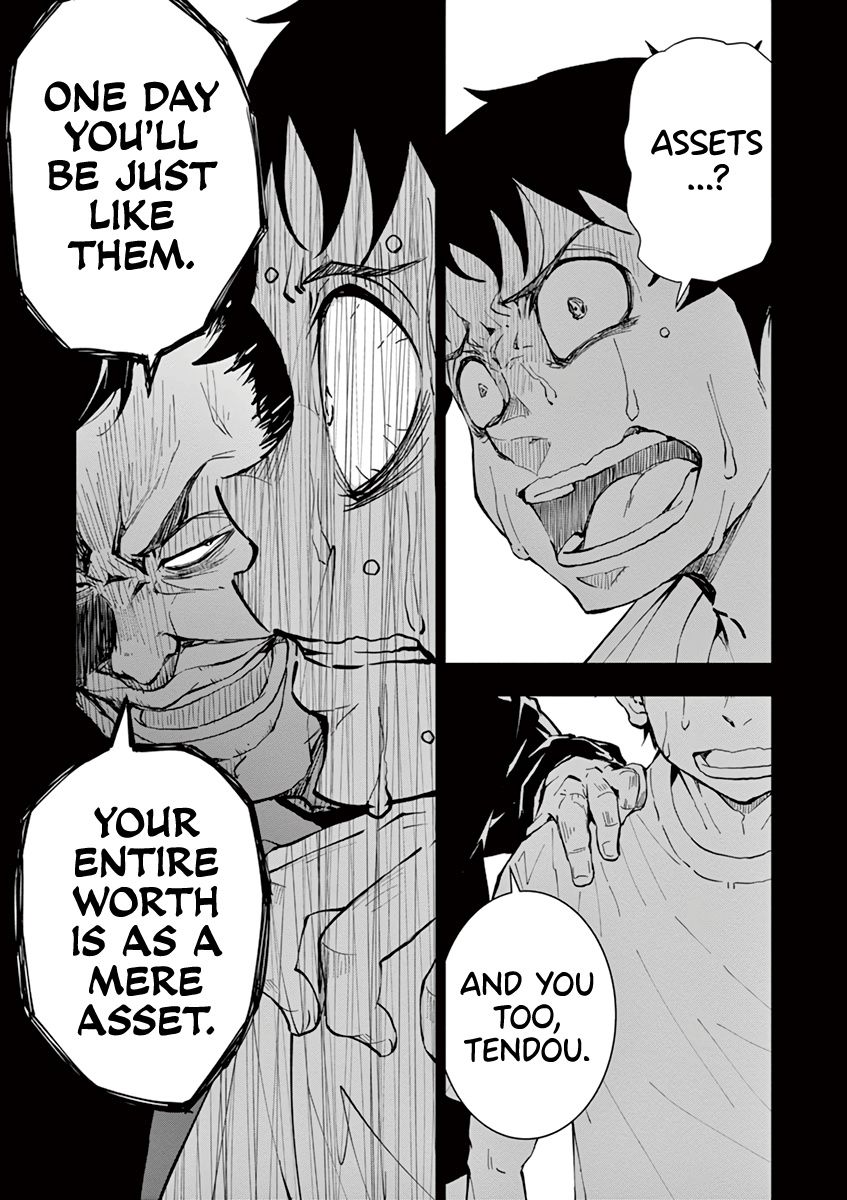 ASSETS
...?
AND YOU
TOO,
TENDOU.
ONE DAY
YOU'LL
BE JUST
LIKE
THEM.
YOUR
ENTIRE
WORTH
IS AS A
MERE
ASSET.